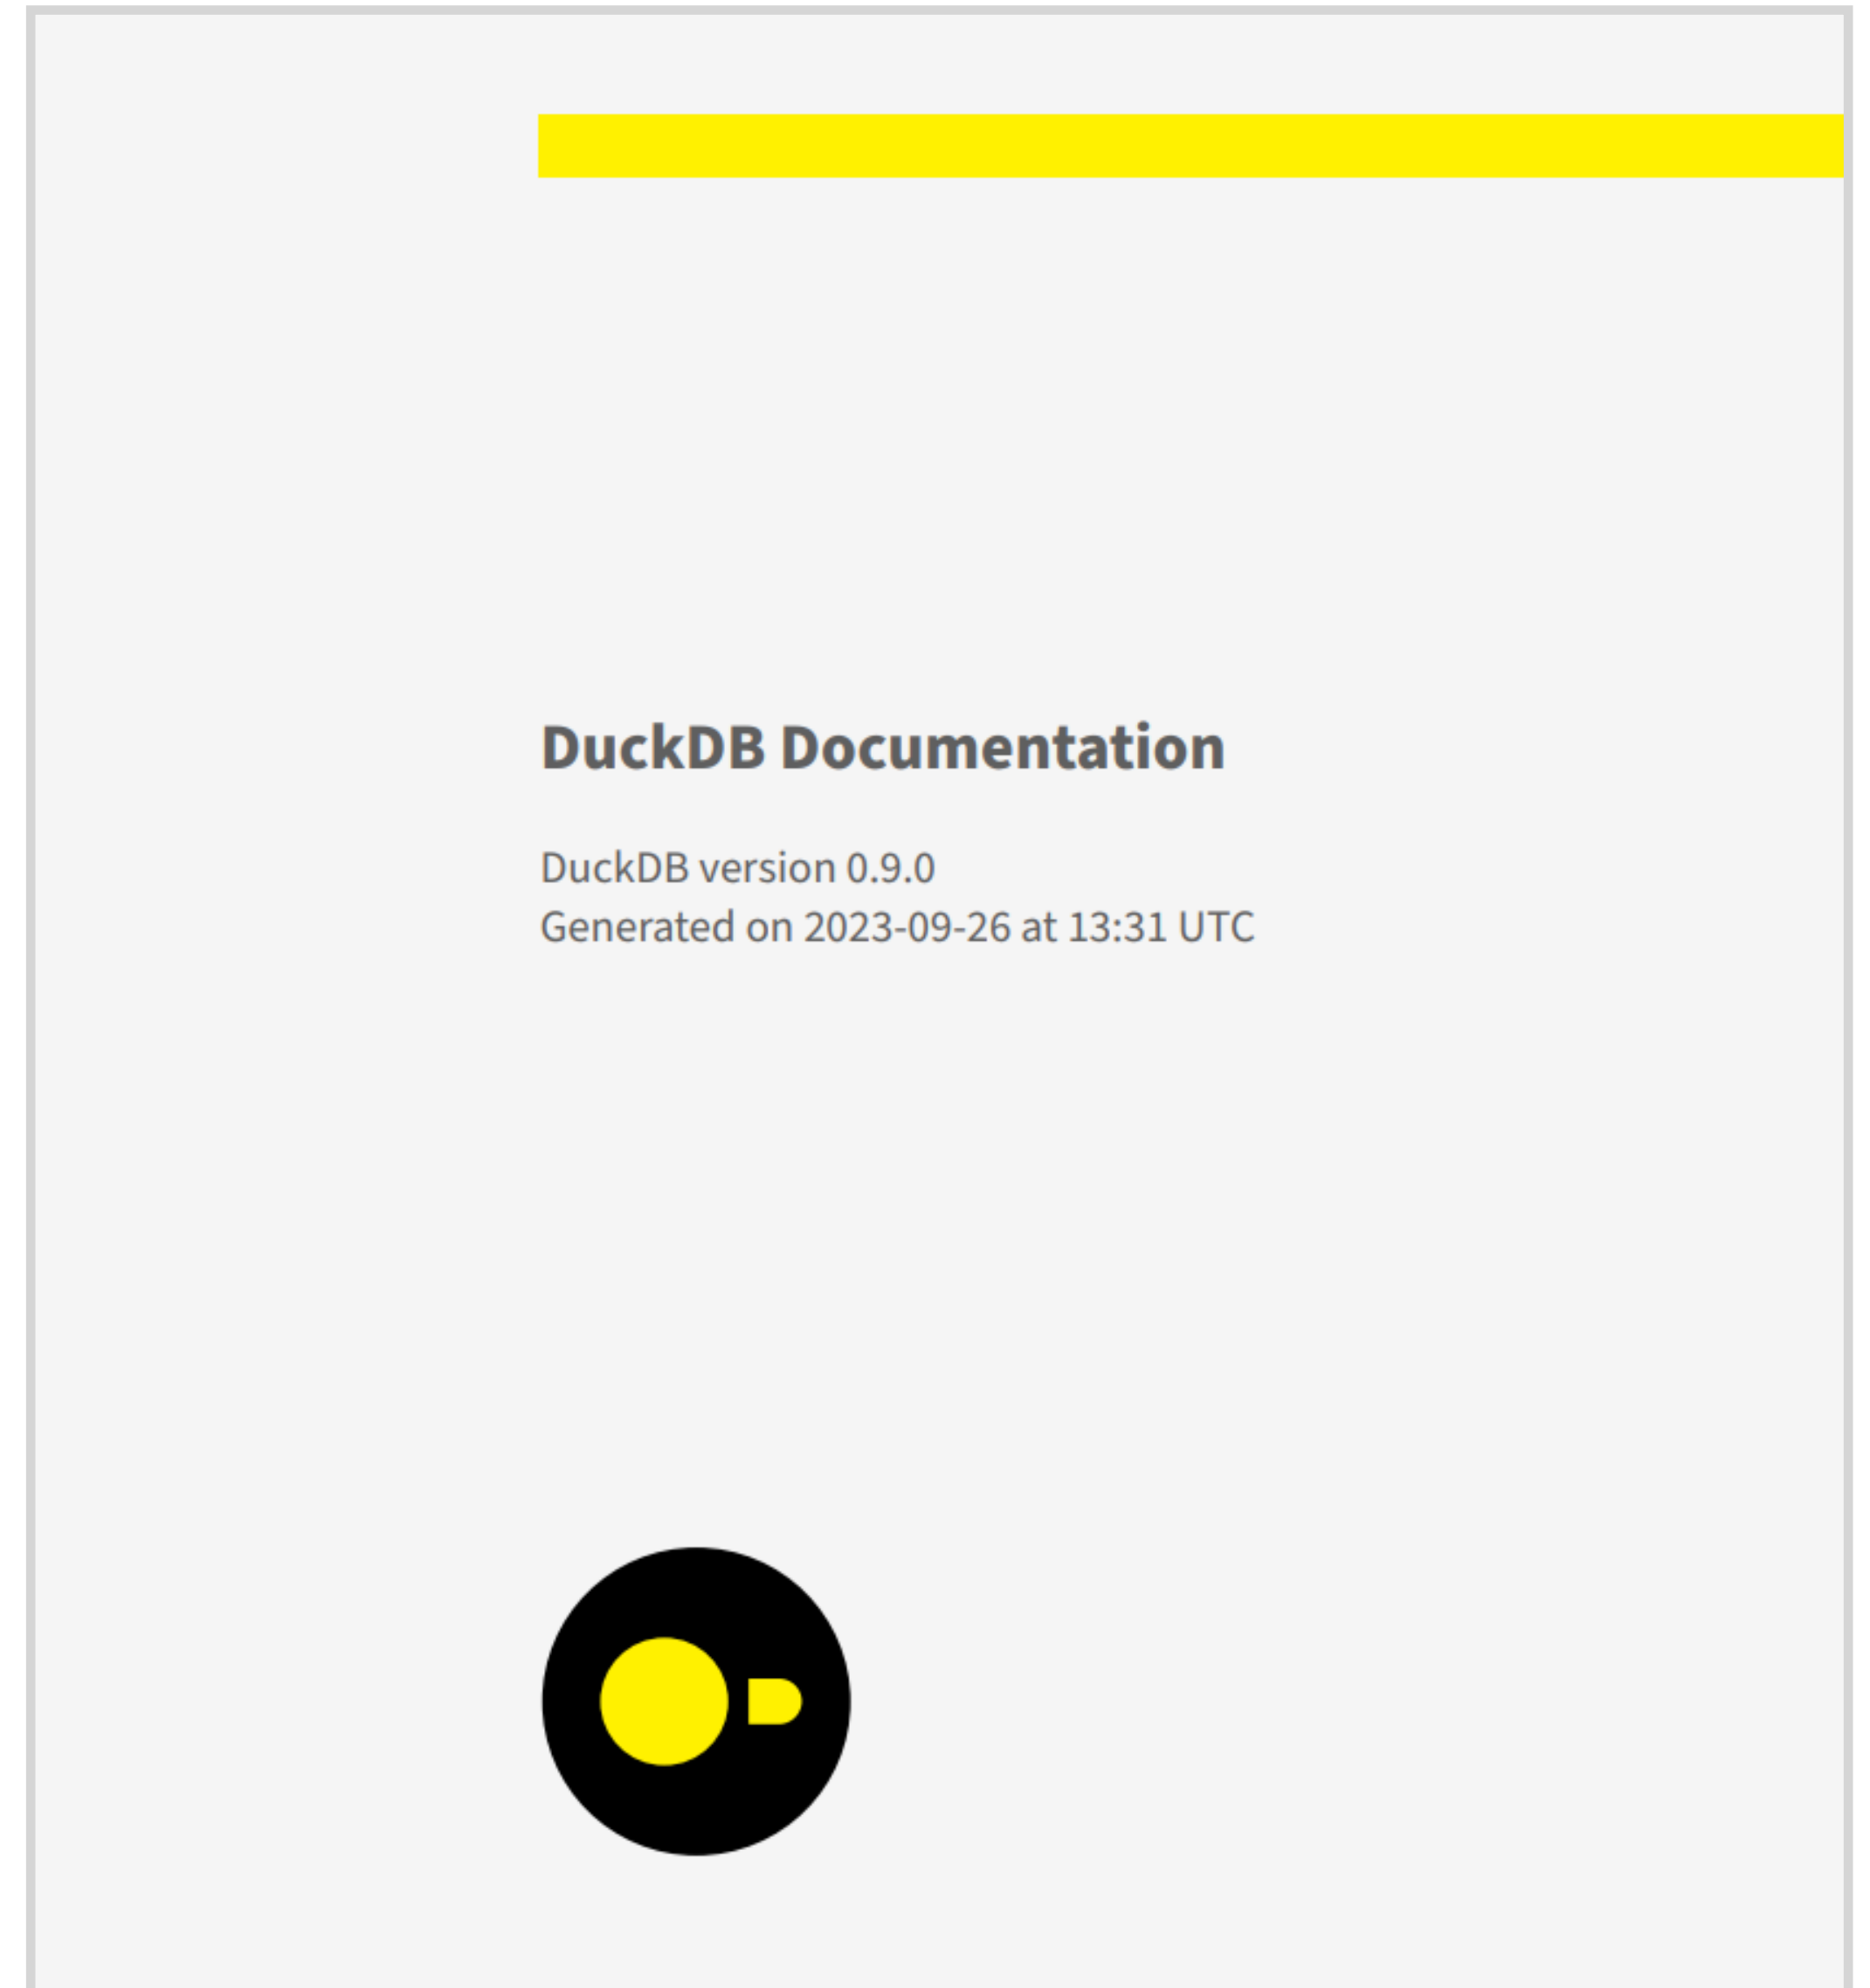 DuckDB Documentation
DuckDB version 0.9.0
Generated on 2023-09-26 at 13:31 UTC